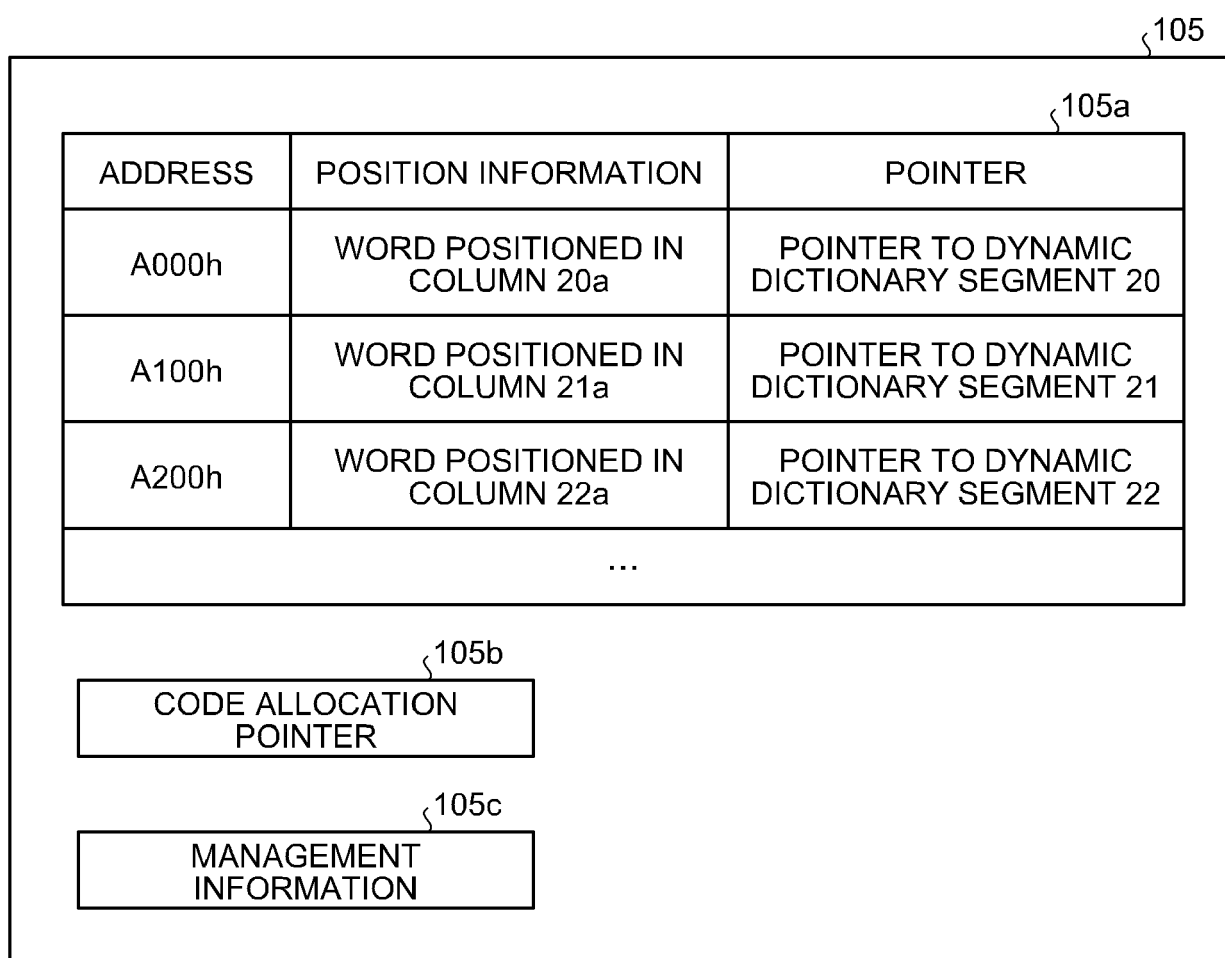 105
105a
ADDRESS POSITION INFORMATION POINTER
A000h WORD POSITIONED IN COLUMN 20a POINTER TO DYNAMIC DICTIONARY SEGMENT 20
A100h WORD POSITIONED IN COLUMN 21a POINTER TO DYNAMIC DICTIONARY SEGMENT 21
A200h WORD POSITIONED IN COLUMN 22a POINTER TO DYNAMIC DICTIONARY SEGMENT 22
...
105b
CODE ALLOCATION
POINTER
105c
MANAGEMENT
INFORMATION